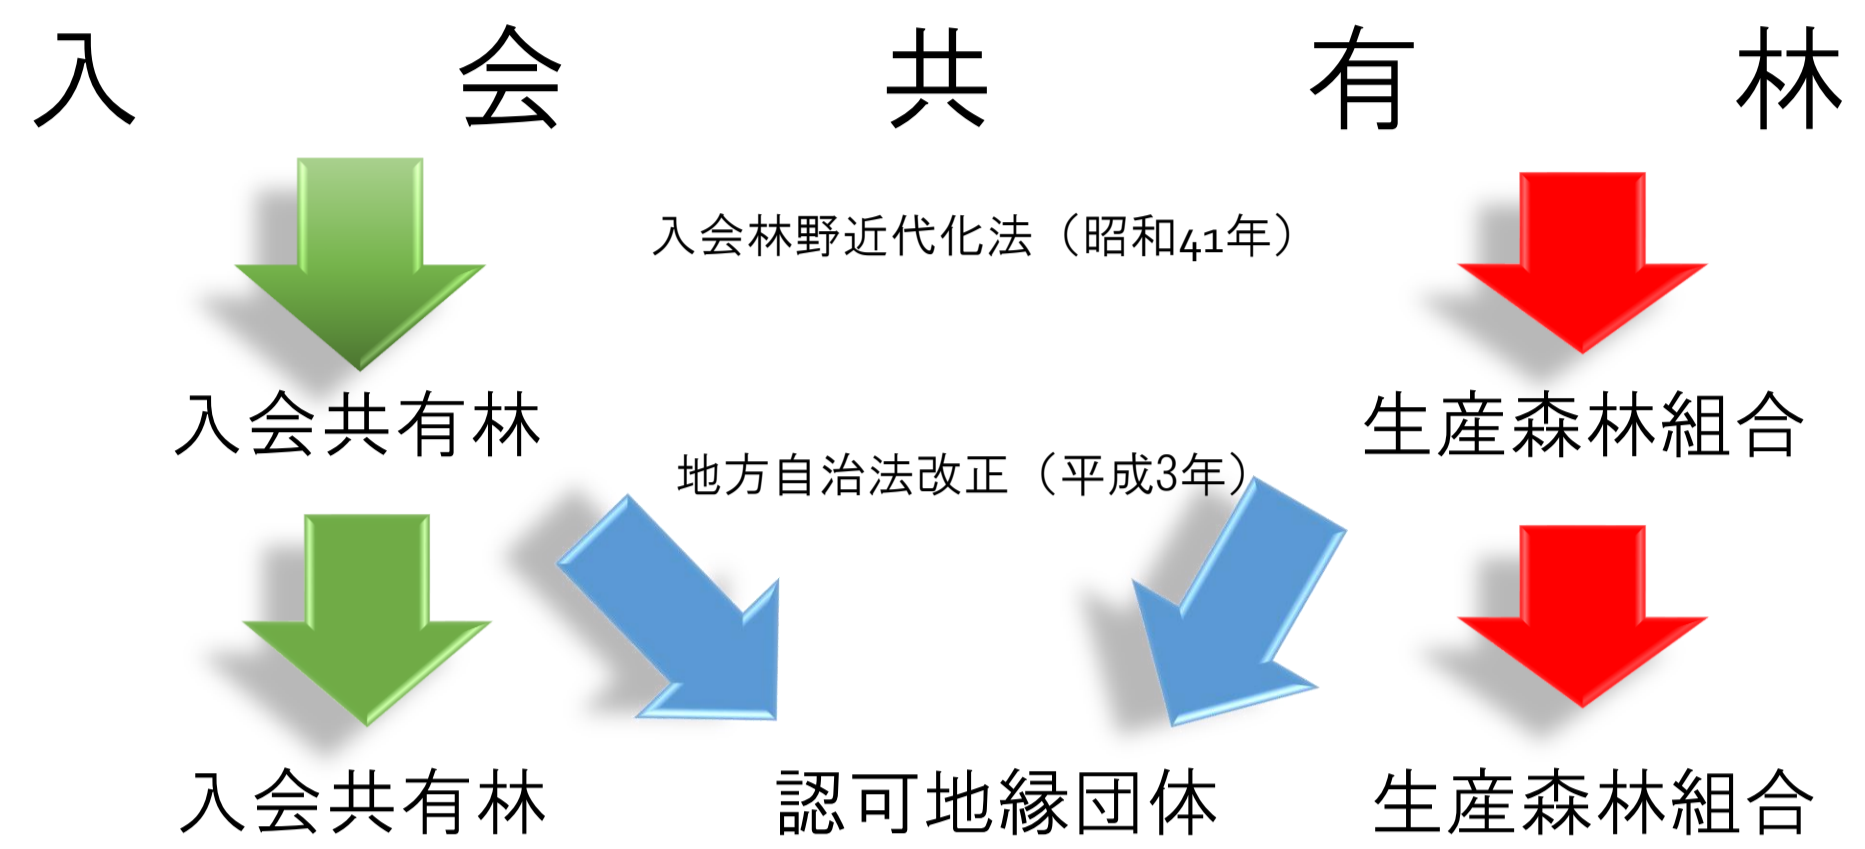 入会共有林
入会林野近代化法（昭和41年）
入会共有林
生産森林組合
地方自治法改正（平成3年）
入会共有林
認可地縁団体
生産森林組合